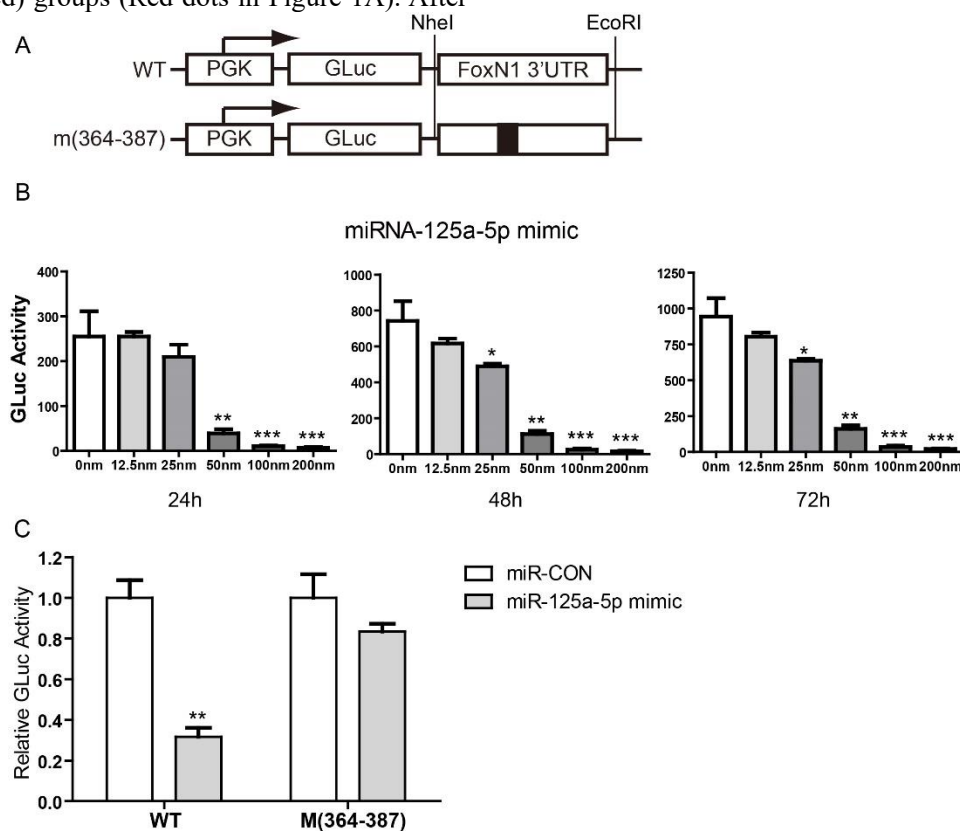 ed) groups (Red dots in Figure 1A). After
A
NheI
EcoRI
WT
PGK
GLuc
FoxN1 3'UTR
m(364-387)
PGK
GLuc
B
miRNA-125a-5p mimic
GLuc Activity
400
300
200
100
0
** *** ***
0nm 12.5nm 25nm 50nm 100nm 200nm
24h
1000
800
600
400
200
0
* ** *** ***
0nm 12.5nm 25nm 50nm 100nm 200nm
48h
1250
1000
750
500
250
0
* ** *** ***
0nm 12.5nm 25nm 50nm 100nm 200nm
72h
C
Relative GLuc Activity
1.2
1.0
0.8
0.6
0.4
0.2
0.0
**
WT M(364-387)
miR-CON
miR-125a-5p mimic